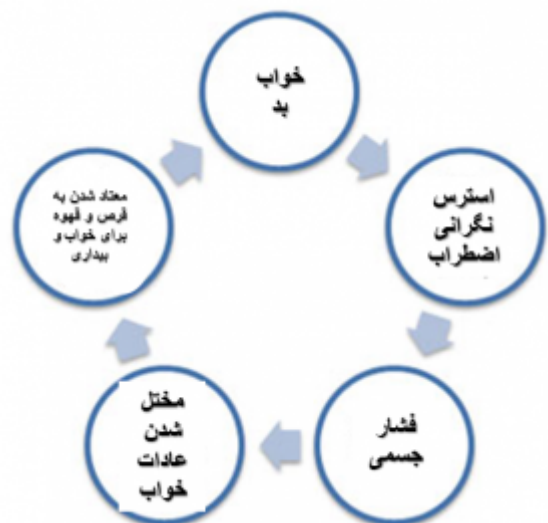 خواب
بد
استرس
نگرانی
اضطراب
فشار
جسمی
مختل
شدن
عادات
خواب
معتاد شدن به
قرص و قهوه
برای خواب و
بیداری